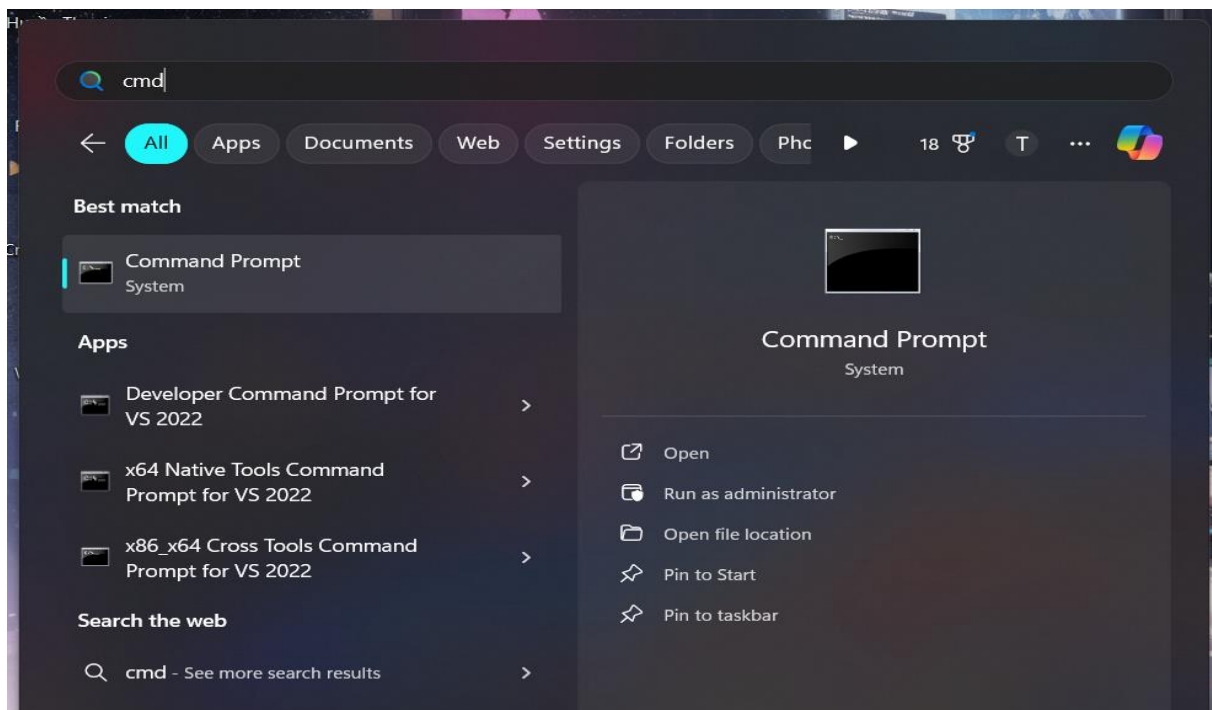 cmd
All Apps Documents Web Settings Folders Pho 18 T ...
Best match
Command Prompt
System
Apps
Developer Command Prompt for
VS 2022
x64 Native Tools Command
Prompt for VS 2022
x86_x64 Cross Tools Command
Prompt for VS 2022
Search the web
cmd - See more search results
Command Prompt
System
Open
Run as administrator
Open file location
Pin to Start
Pin to taskbar